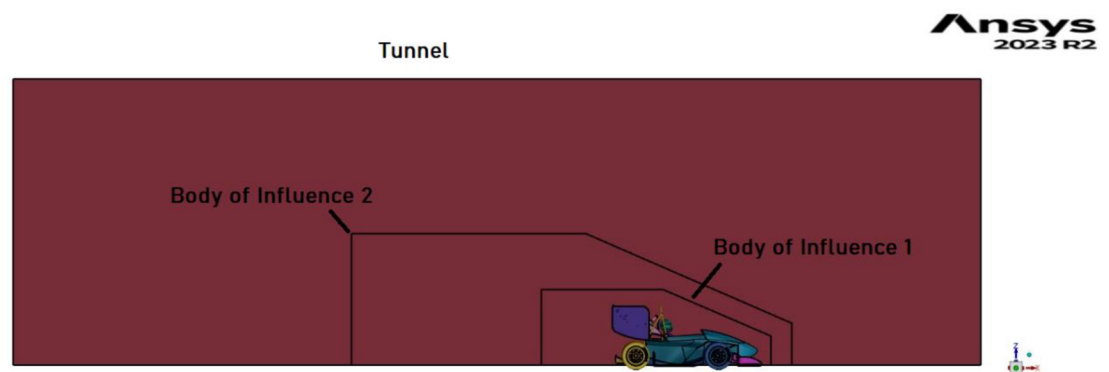 Ansys
2023 R2
Tunnel
Body of Influence 2
Body of Influence 1
Z
X